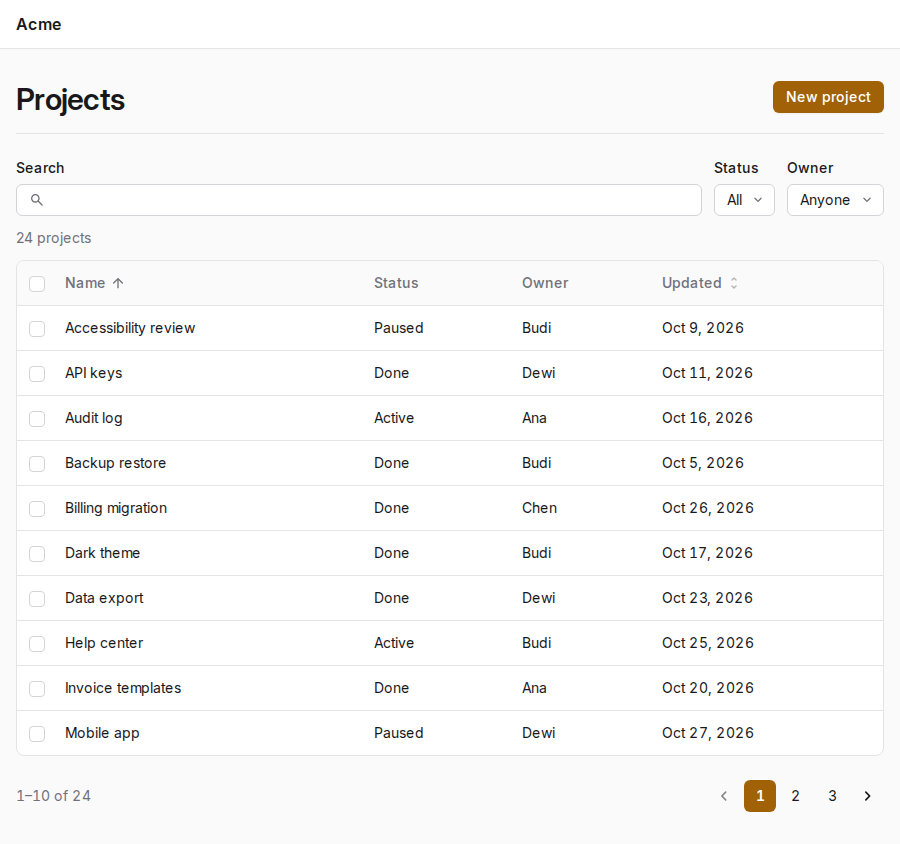 Acme
Projects
New project
Search Status Owner
All Anyone
24 projects
Name Status Owner Updated
Accessibility review Paused Budi Oct 9, 2026
API keys Done Dewi Oct 11, 2026
Audit log Active Ana Oct 16, 2026
Backup restore Done Budi Oct 5, 2026
Billing migration Done Chen Oct 26, 2026
Dark theme Done Budi Oct 17, 2026
Data export Done Dewi Oct 23, 2026
Help center Active Budi Oct 25, 2026
Invoice templates Done Ana Oct 20, 2026
Mobile app Paused Dewi Oct 27, 2026
1–10 of 24 1 2 3